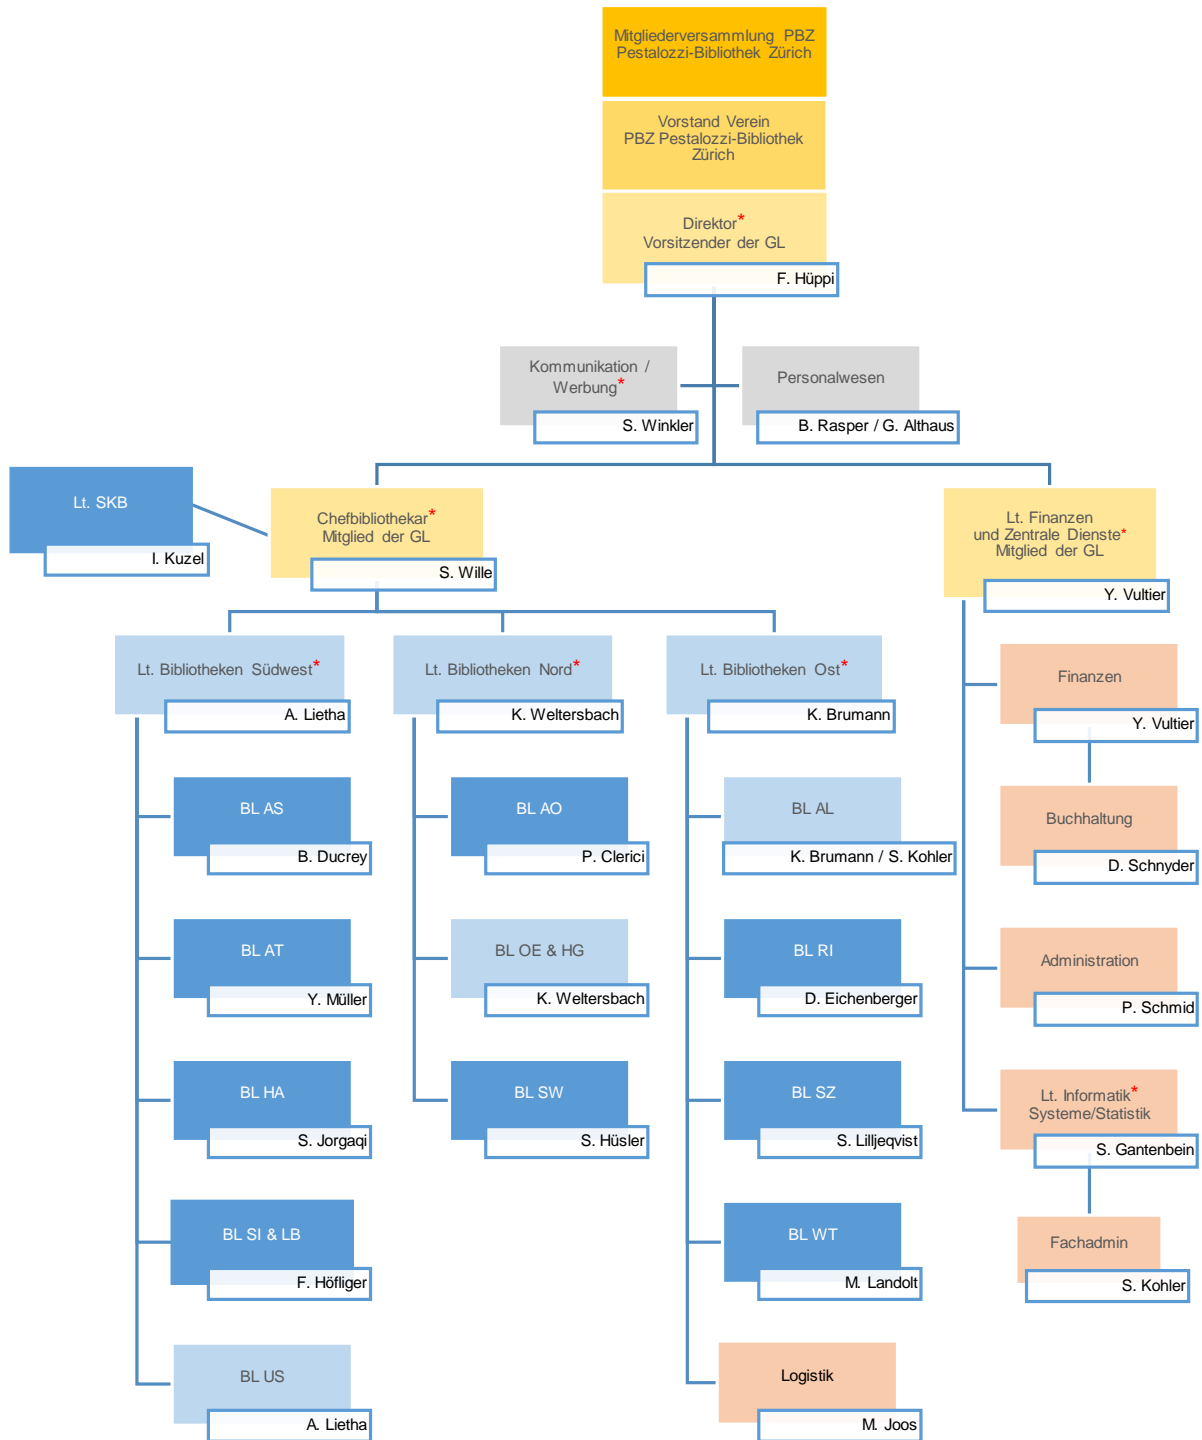 Mitgliederversammlung PBZ
Pestalozzi-Bibliothek Zürich
Vorstand Verein
PBZ Pestalozzi-Bibliothek
Zürich
Direktor*
Vorsitzender der GL
F. Hüppi
Kommunikation /
Werbung*
S. Winkler
Personalwesen
B. Rasper / G. Althaus
Lt. SKB
I. Kuzel
Chefbibliothekar*
Mitglied der GL
S. Wille
Lt. Finanzen
und Zentrale Dienste*
Mitglied der GL
Y. Vultier
Lt. Bibliotheken Südwest*
A. Lietha
Lt. Bibliotheken Nord*
K. Weltersbach
Lt. Bibliotheken Ost*
K. Brumann
Finanzen
Y. Vultier
BL AS
B. Ducrey
BL AO
P. Clerici
BL AL
K. Brumann / S. Kohler
Buchhaltung
D. Schnyder
BL AT
Y. Müller
BL OE & HG
K. Weltersbach
BL RI
D. Eichenberger
Administration
P. Schmid
BL HA
S. Jorgaqi
BL SW
S. Hüsler
BL SZ
S. Lilljeqvist
Lt. Informatik*
Systeme/Statistik
S. Gantenbein
BL SI & LB
F. Höfliger
BL WT
M. Landolt
Fachadmin
S. Kohler
BL US
A. Lietha
Logistik
M. Joos